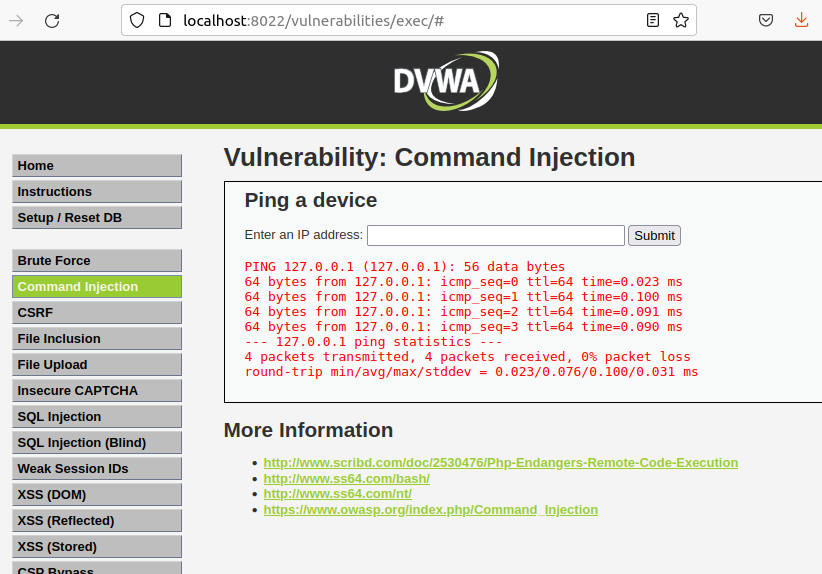 localhost:8022/vulnerabilities/exec/#
DVWA
Home
Instructions
Setup / Reset DB
Brute Force
Command Injection
CSRF
File Inclusion
File Upload
Insecure CAPTCHA
SQL Injection
SQL Injection (Blind)
Weak Session IDs
XSS (DOM)
XSS (Reflected)
XSS (Stored)
CSP Bypass
Vulnerability: Command Injection
Ping a device
Enter an IP address:
Submit
PING 127.0.0.1 (127.0.0.1): 56 data bytes
64 bytes from 127.0.0.1: icmp_seq=0 ttl=64 time=0.023 ms
64 bytes from 127.0.0.1: icmp_seq=1 ttl=64 time=0.100 ms
64 bytes from 127.0.0.1: icmp_seq=2 ttl=64 time=0.091 ms
64 bytes from 127.0.0.1: icmp_seq=3 ttl=64 time=0.090 ms
--- 127.0.0.1 ping statistics ---
4 packets transmitted, 4 packets received, 0% packet loss
round-trip min/avg/max/stddev = 0.023/0.076/0.100/0.031 ms
More Information
• http://www.scribd.com/doc/2530476/Php-Endangers-Remote-Code-Execution
• http://www.ss64.com/bash/
• http://www.ss64.com/nt/
• https://www.owasp.org/index.php/Command_Injection